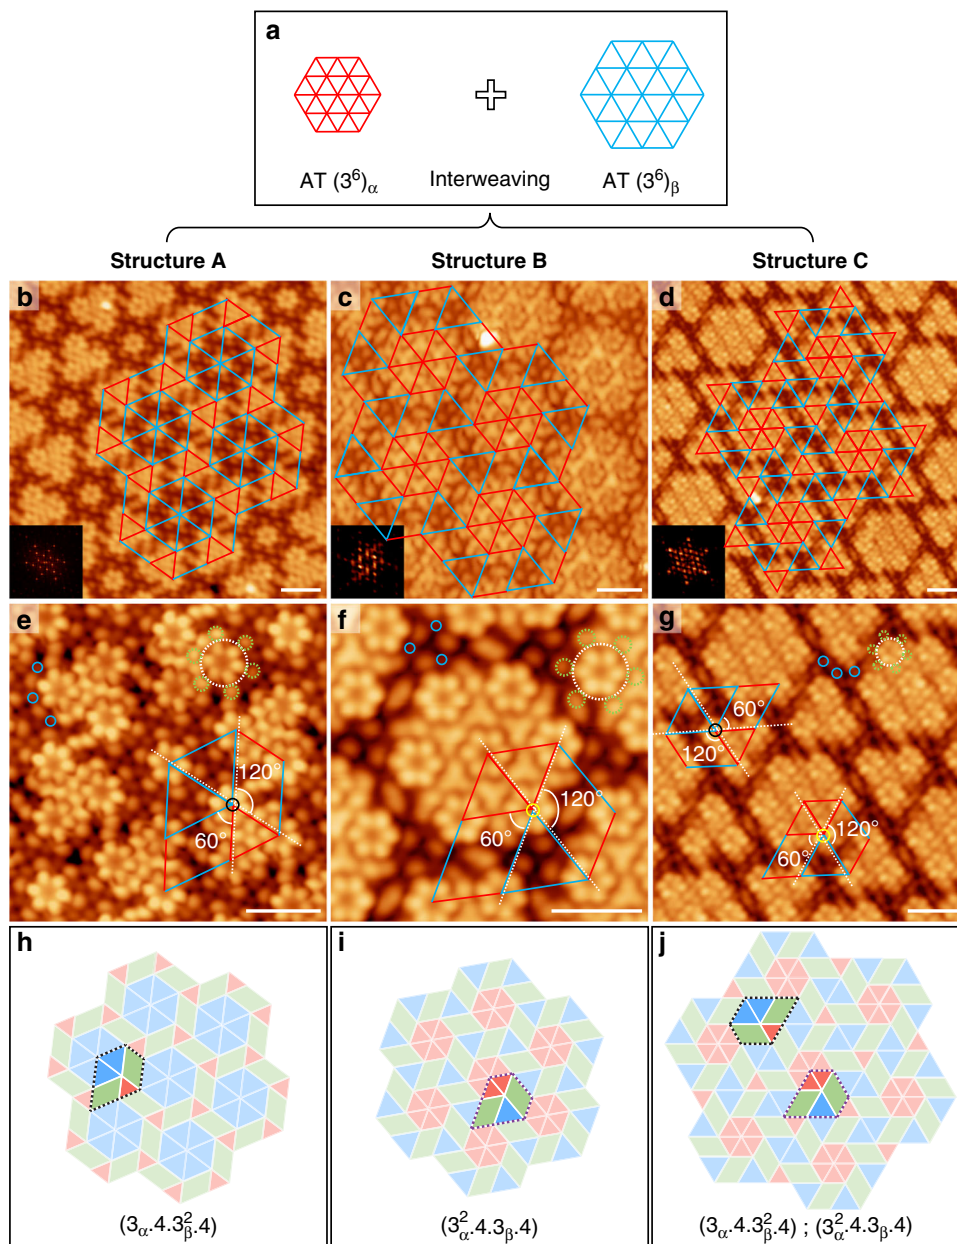 a
AT (3⁶)α Interweaving AT (3⁶)β
Structure A Structure B Structure C
b c d
e f g
120° 60°
120° 60°
60° 120°
120° 60°
h i j
(3α.4.3²β.4) (3²α.4.3β.4) (3α.4.3²β.4) ; (3²α.4.3β.4)